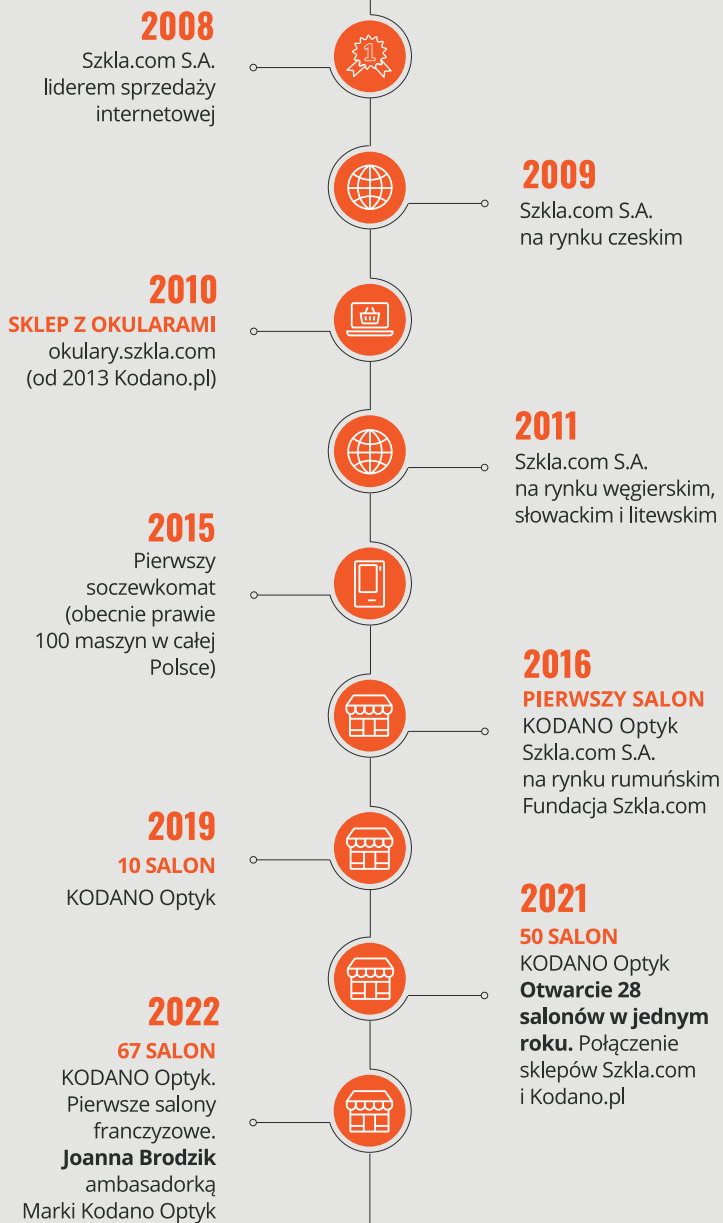 2008
Szkla.com S.A.
liderem sprzedaży
internetowej
1
2009
Szkla.com S.A.
na rynku czeskim
2010
SKLEP Z OKULARAMI
okulary.szkla.com
(od 2013 Kodano.pl)
2011
Szkla.com S.A.
na rynku węgierskim,
słowackim i litewskim
2015
Pierwszy
soczewkomat
(obecnie prawie
100 maszyn w całej
Polsce)
2016
PIERWSZY SALON
KODANO Optyk
Szkla.com S.A.
na rynku rumuńskim
Fundacja Szkla.com
2019
10 SALON
KODANO Optyk
2021
50 SALON
KODANO Optyk
Otwarcie 28
salonów w jednym
roku. Połączenie
sklepów Szkla.com
i Kodano.pl
2022
67 SALON
KODANO Optyk.
Pierwsze salony
franczyzowe.
Joanna Brodzik
ambasadorką
Marki Kodano Optyk